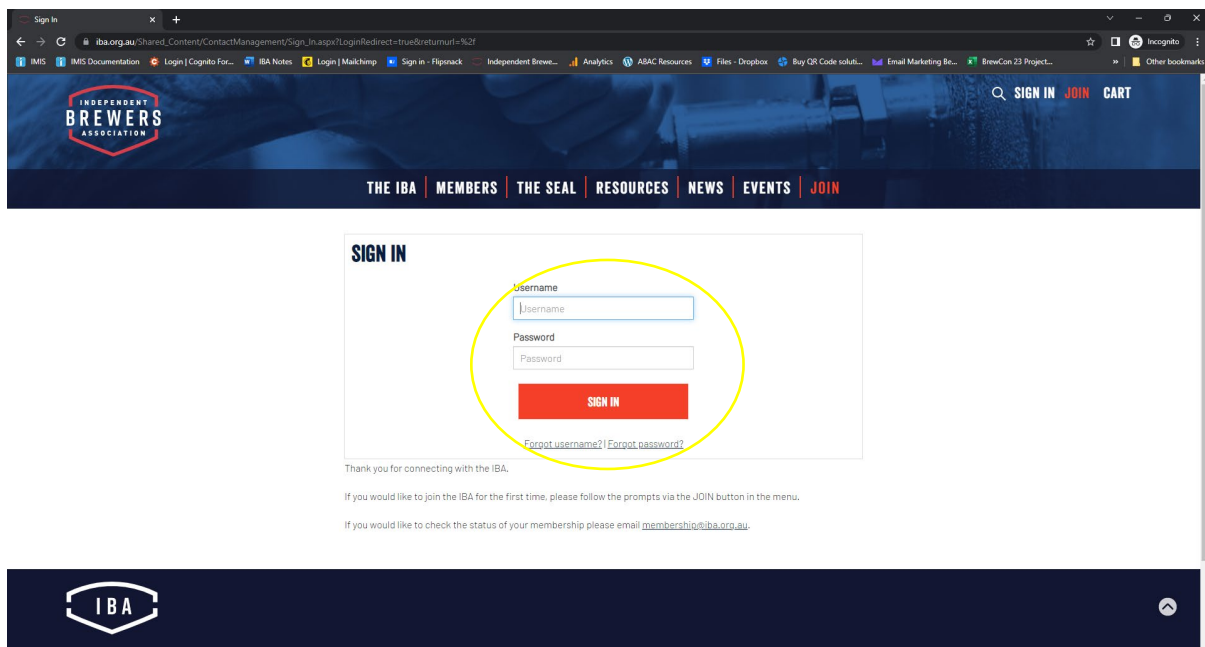 Sign In
iba.org.au/Shared_Content/ContactManagement/Sign_In.aspx?LoginRedirect=true&returnurl=%2f
Incognito
IMIS IMIS Documentation Login | Cognito For... IBA Notes Login | Mailchimp Sign in - Flipsnack Independent Brewe... Analytics ABAC Resources Files - Dropbox Buy QR Code soluti... Email Marketing Be... BrewCon 23 Project... » Other bookmarks
INDEPENDENT
BREWERS
ASSOCIATION
SIGN IN JOIN CART
THE IBA | MEMBERS | THE SEAL | RESOURCES | NEWS | EVENTS | JOIN
SIGN IN
Username
Username
Password
Password
SIGN IN
Forgot username? | Forgot password?
Thank you for connecting with the IBA.
If you would like to join the IBA for the first time, please follow the prompts via the JOIN button in the menu.
If you would like to check the status of your membership please email membership@iba.org.au.
IBA